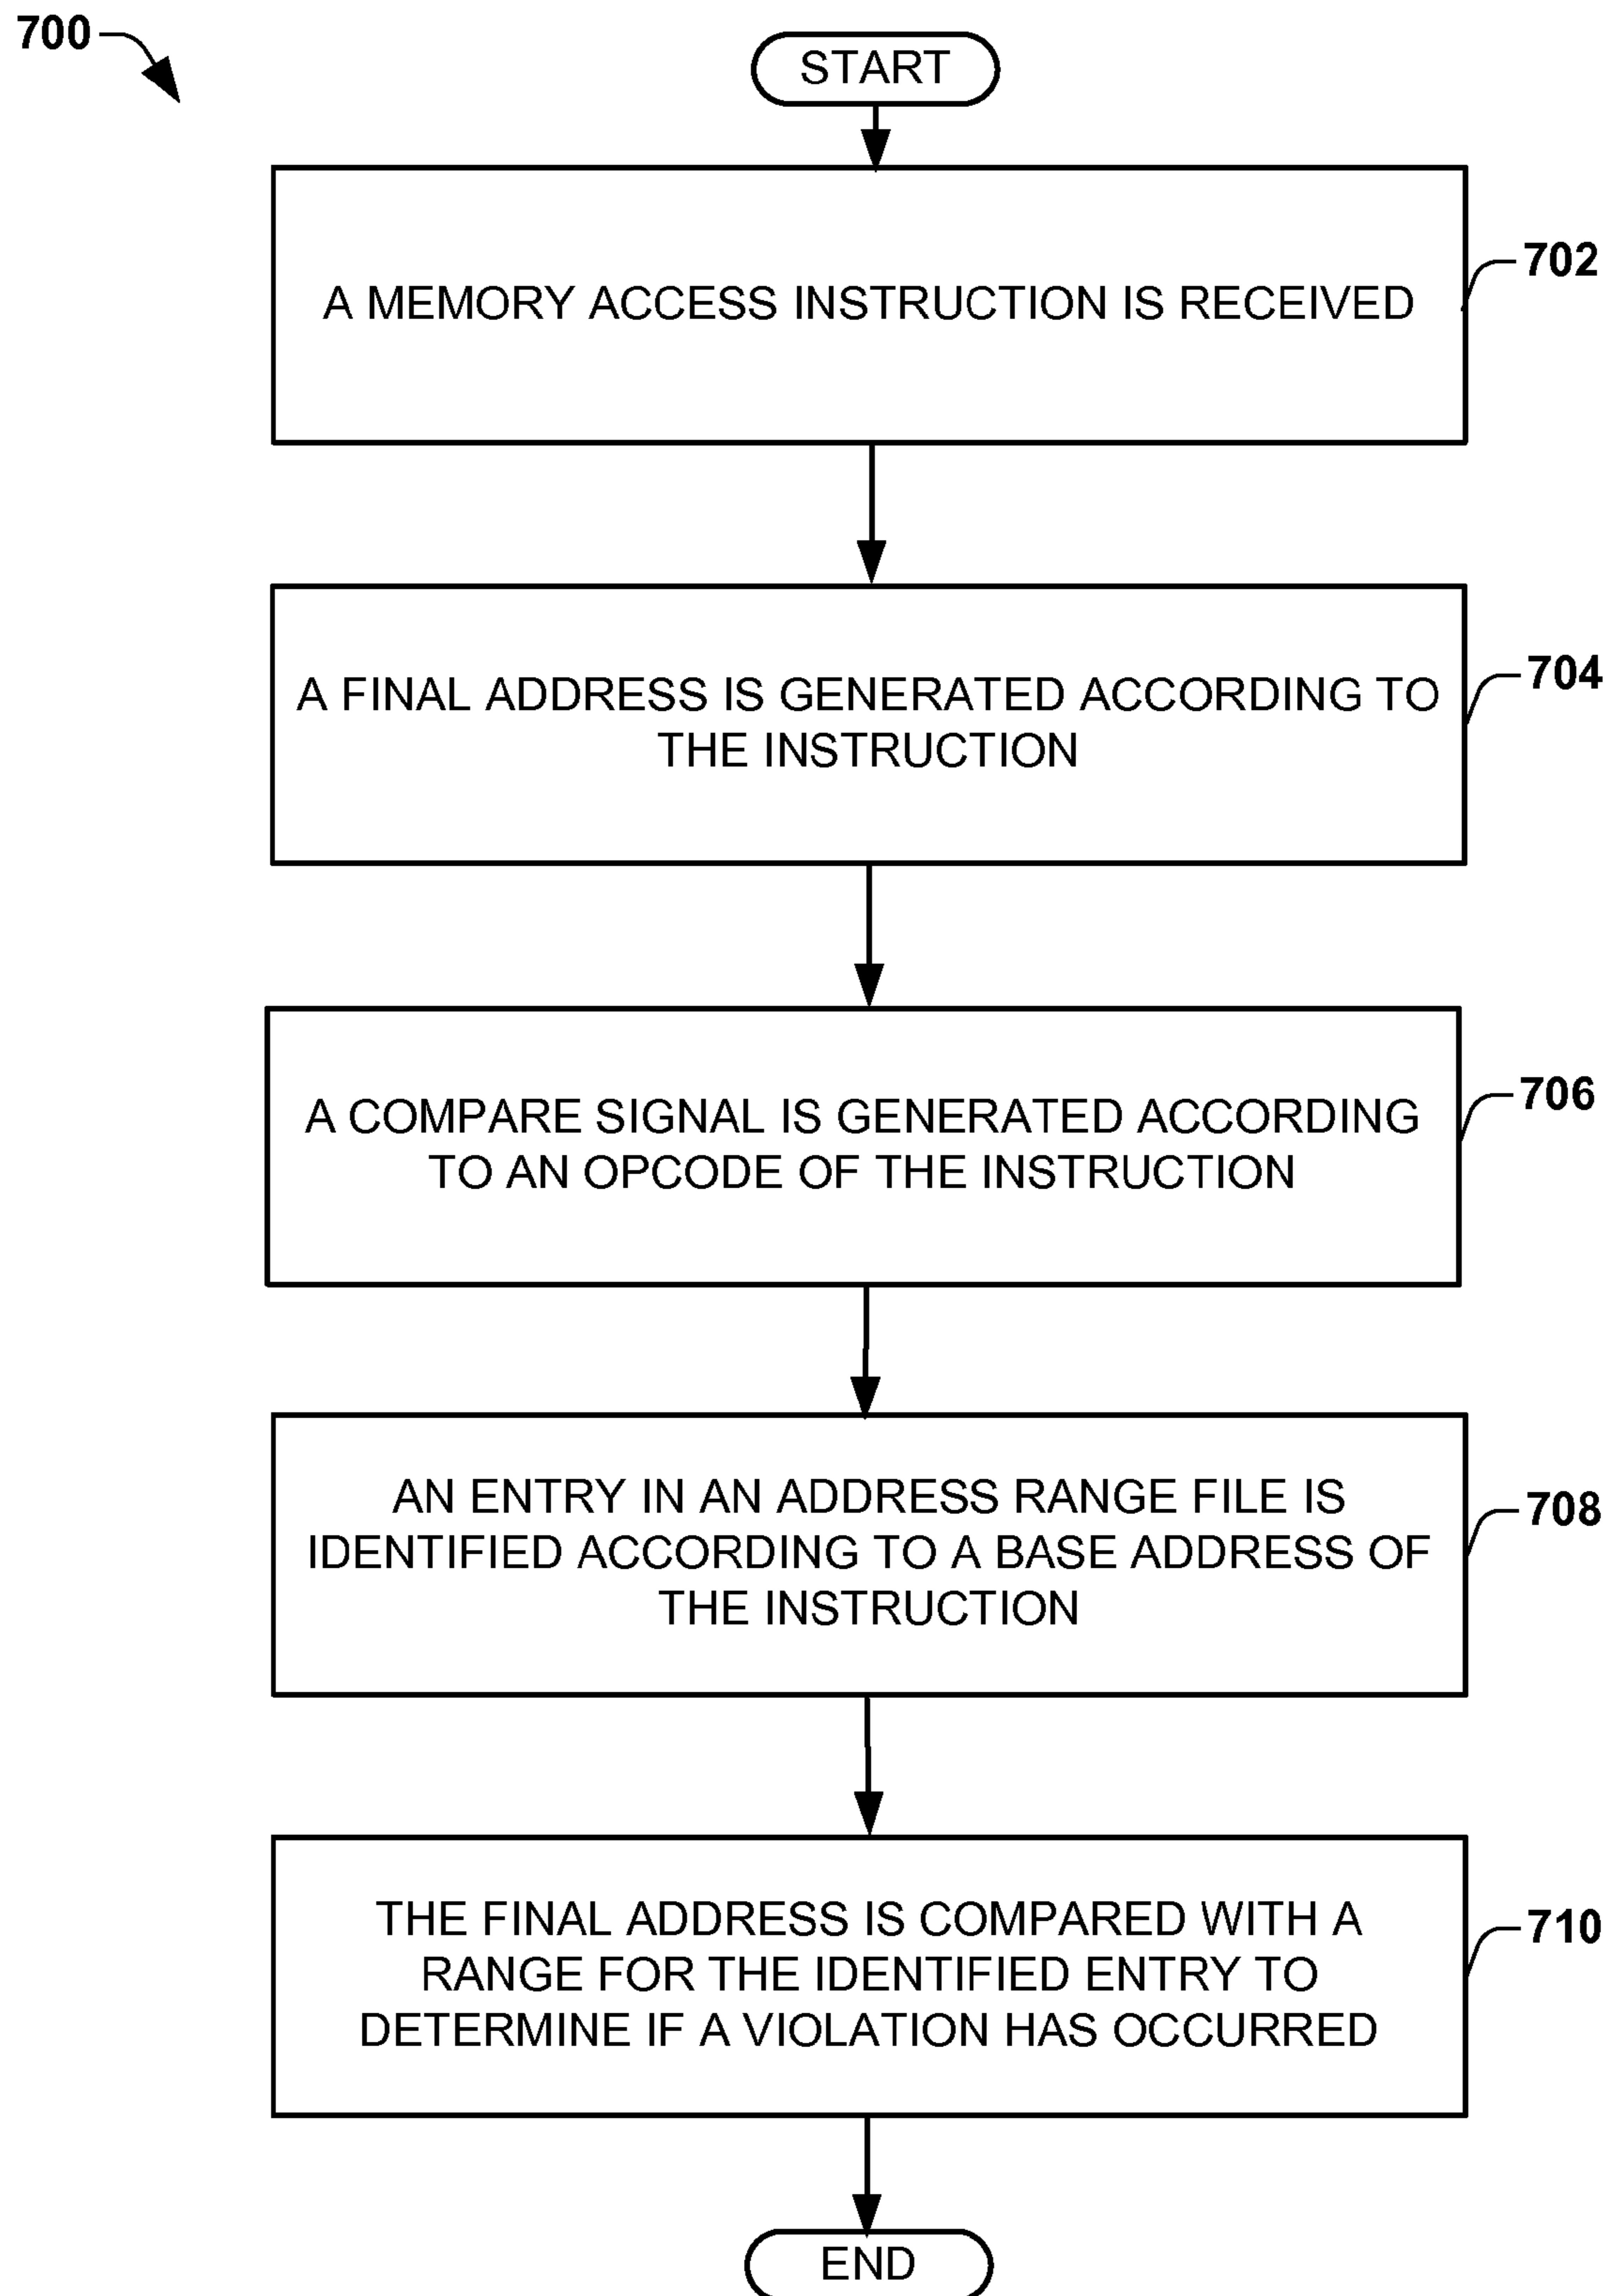 700
START
A MEMORY ACCESS INSTRUCTION IS RECEIVED
702
A FINAL ADDRESS IS GENERATED ACCORDING TO
THE INSTRUCTION
704
A COMPARE SIGNAL IS GENERATED ACCORDING
TO AN OPCODE OF THE INSTRUCTION
706
AN ENTRY IN AN ADDRESS RANGE FILE IS
IDENTIFIED ACCORDING TO A BASE ADDRESS OF
THE INSTRUCTION
708
THE FINAL ADDRESS IS COMPARED WITH A
RANGE FOR THE IDENTIFIED ENTRY TO
DETERMINE IF A VIOLATION HAS OCCURRED
710
END